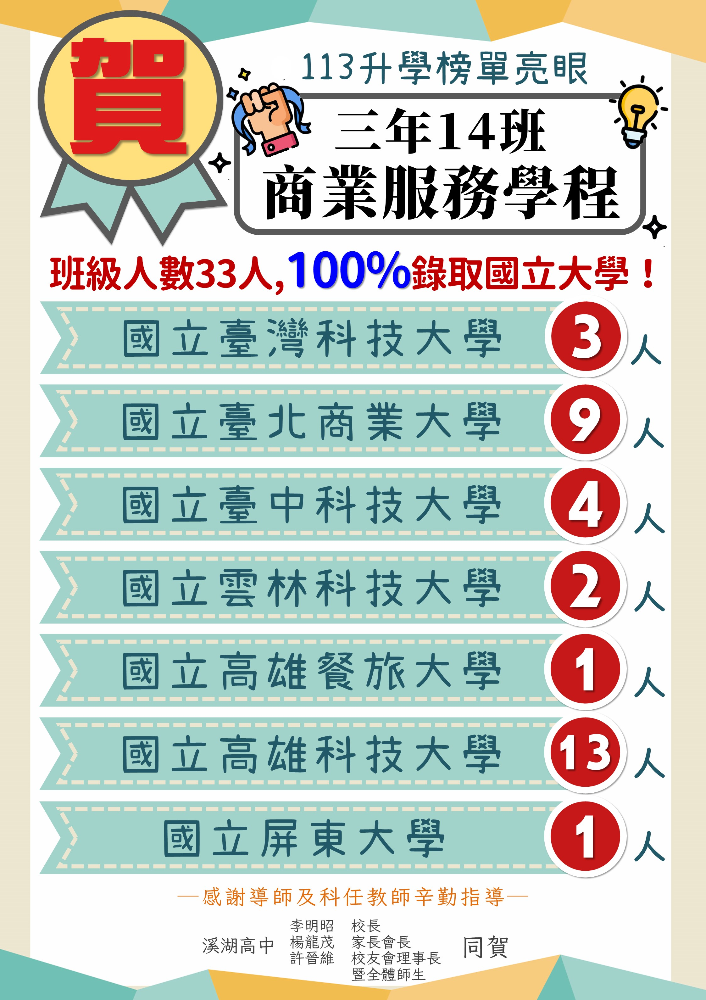 賀
113升學榜單亮眼
三年14班
商業服務學程
班級人數33人,100%錄取國立大學！
國立臺灣科技大學 3 人
國立臺北商業大學 9 人
國立臺中科技大學 4 人
國立雲林科技大學 2 人
國立高雄餐旅大學 1 人
國立高雄科技大學 13 人
國立屏東大學 1 人
—感謝導師及科任教師辛勤指導—
李明昭 校長
溪湖高中 楊龍茂 家長會長 同賀
許晉維 校友會理事長
暨全體師生